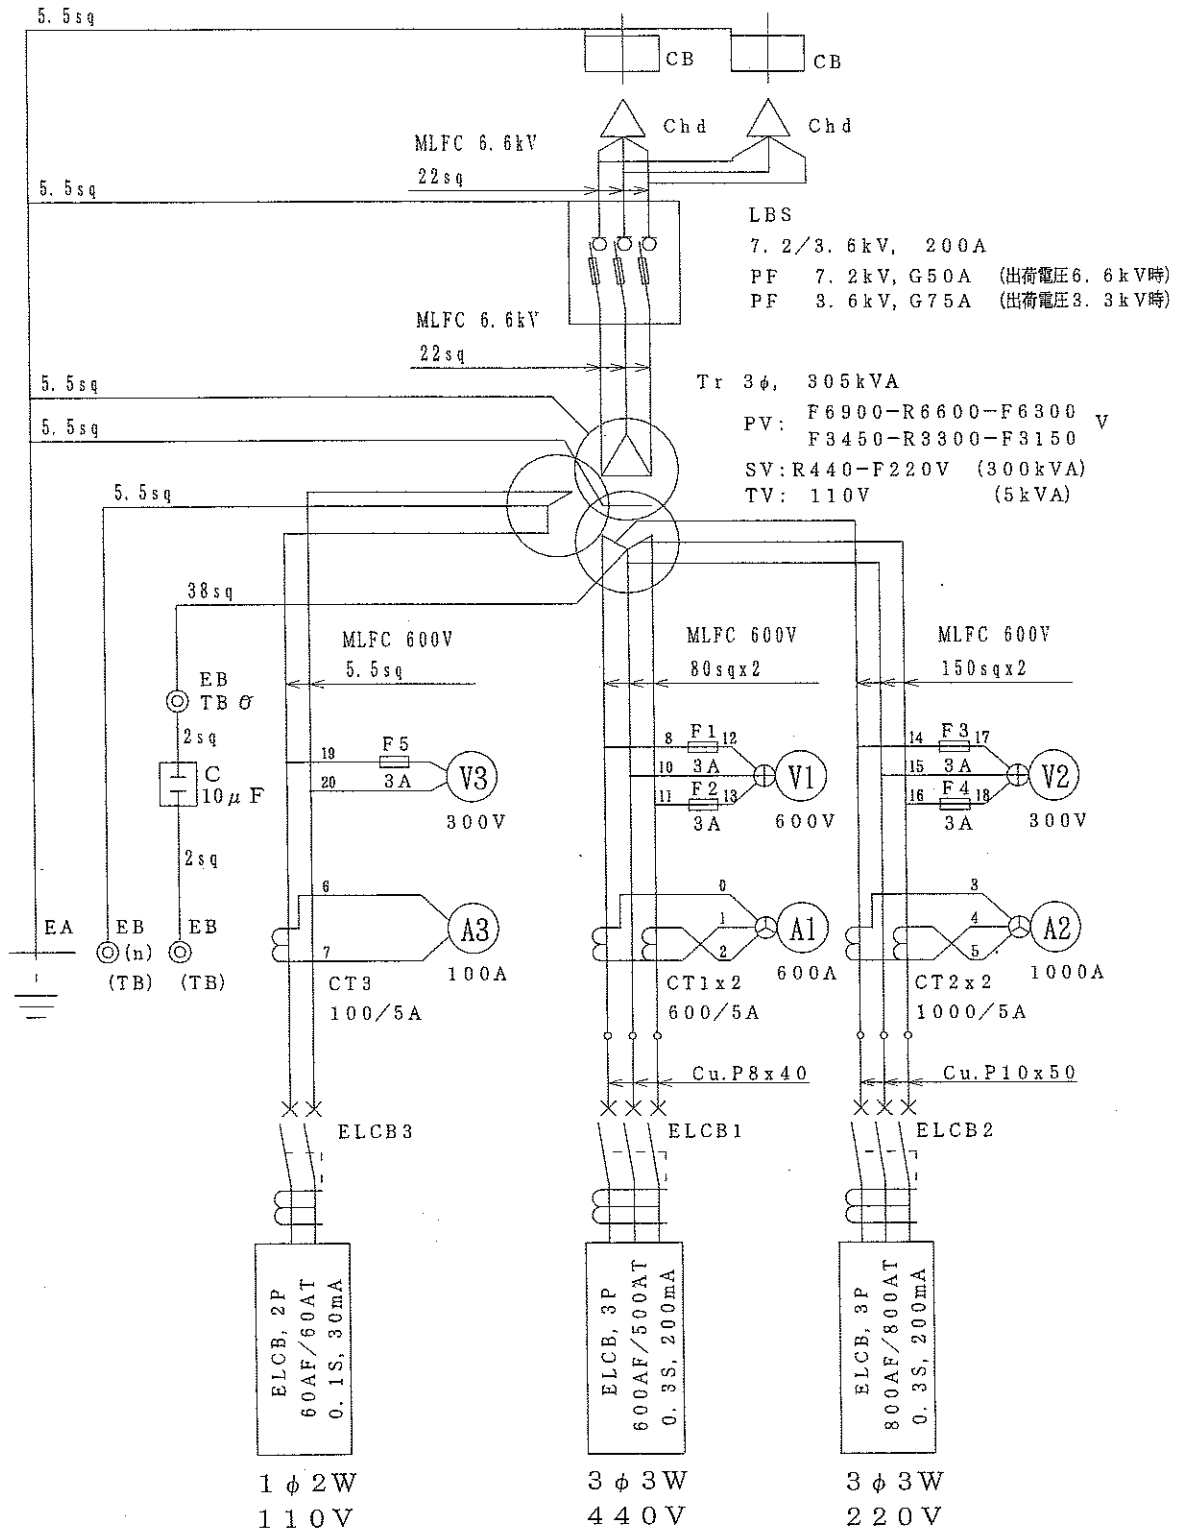 5.5sq
CB
CB
Chd
Chd
MLFC 6.6kV
22sq
5.5sq
LBS
7.2/3.6kV, 200A
PF 7.2kV, G50A (出荷電圧6.6kV時)
PF 3.6kV, G75A (出荷電圧3.3kV時)
MLFC 6.6kV
22sq
5.5sq
5.5sq
Tr 3φ, 305kVA
PV: F6900-R6600-F6300 V
F3450-R3300-F3150
SV:R440-F220V (300kVA)
TV: 110V (5kVA)
5.5sq
38sq
MLFC 600V
5.5sq
MLFC 600V
80sqx2
MLFC 600V
150sqx2
EB
TB
2sq
C
10μF
2sq
19
F5
3A
20
V3
300V
8
F1
12
3A
10
F2
11
13
3A
V1
600V
14
F3
17
3A
15
F4
16
18
3A
V2
300V
6
7
A3
100A
CT3
100/5A
0
1
2
A1
600A
CT1x2
600/5A
3
4
5
A2
1000A
CT2x2
1000/5A
EA
EB
(n)
(TB)
EB
(TB)
Cu.P8x40
Cu.P10x50
ELCB3
ELCB1
ELCB2
ELCB, 2P
60AF/60AT
0.1S, 30mA
ELCB, 3P
600AF/500AT
0.3S, 200mA
ELCB, 3P
800AF/800AT
0.3S, 200mA
1φ2W
110V
3φ3W
440V
3φ3W
220V